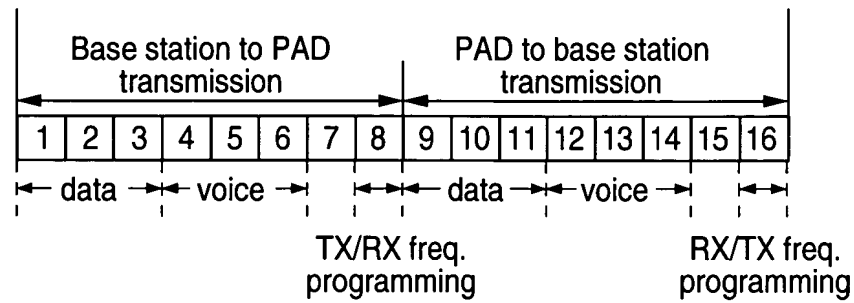 Base station to PAD
transmission
PAD to base station
transmission
1 2 3 4 5 6 7 8 9 10 11 12 13 14 15 16
data voice data voice
TX/RX freq.
programming
RX/TX freq.
programming